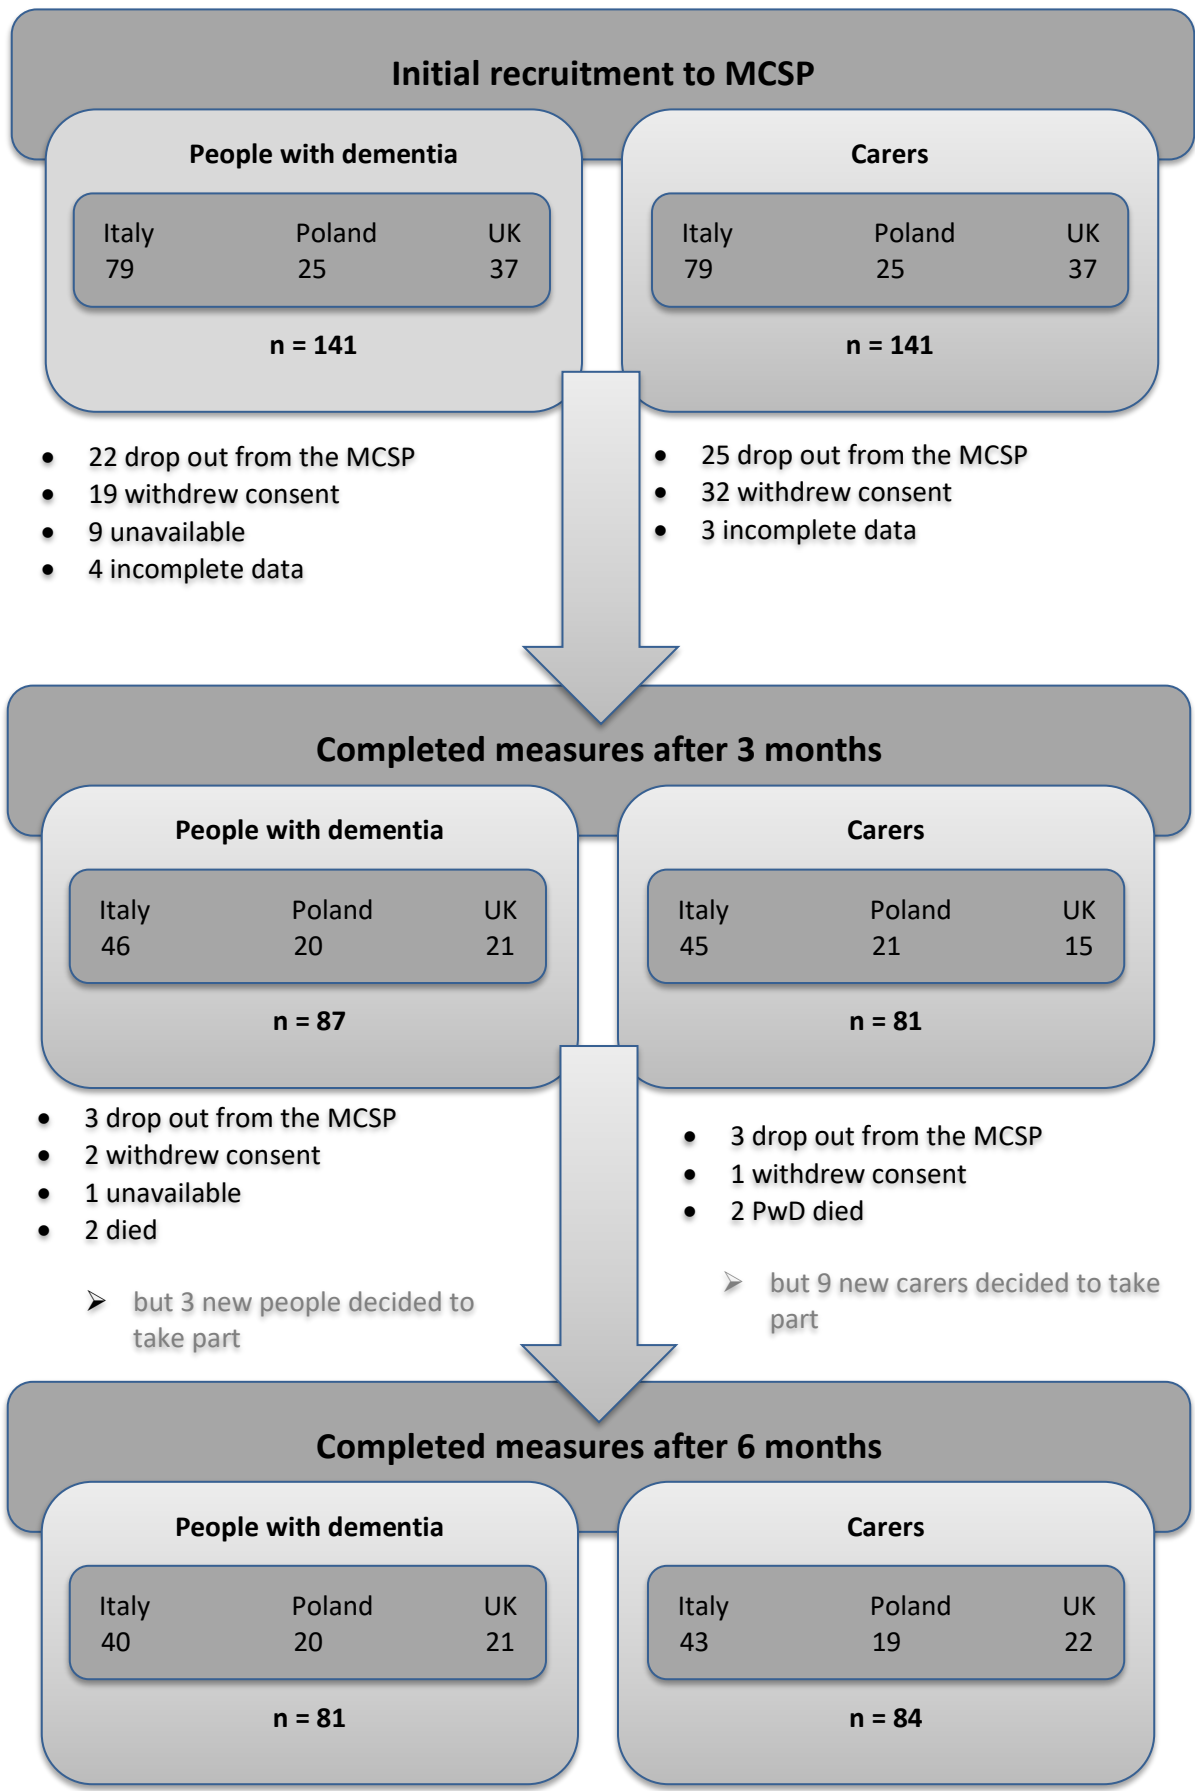 Initial recruitment to MCSP
People with dementia
Italy Poland UK
79 25 37
n = 141
Carers
Italy Poland UK
79 25 37
n = 141
• 22 drop out from the MCSP
• 19 withdrew consent
• 9 unavailable
• 4 incomplete data
• 25 drop out from the MCSP
• 32 withdrew consent
• 3 incomplete data
Completed measures after 3 months
People with dementia
Italy Poland UK
46 20 21
n = 87
Carers
Italy Poland UK
45 21 15
n = 81
• 3 drop out from the MCSP
• 2 withdrew consent
• 1 unavailable
• 2 died
➢ but 3 new people decided to
take part
• 3 drop out from the MCSP
• 1 withdrew consent
• 2 PwD died
➢ but 9 new carers decided to take
part
Completed measures after 6 months
People with dementia
Italy Poland UK
40 20 21
n = 81
Carers
Italy Poland UK
43 19 22
n = 84